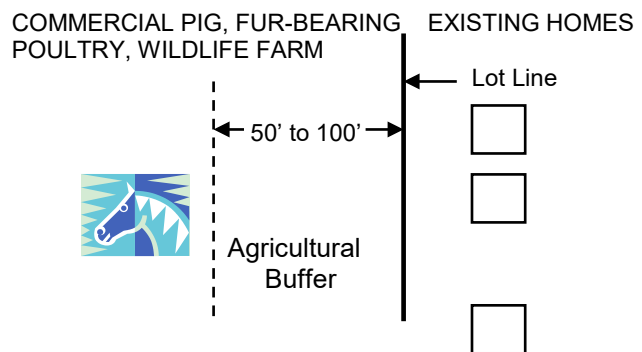 COMMERCIAL PIG, FUR-BEARING
POULTRY, WILDLIFE FARM
EXISTING HOMES
Lot Line
50’ to 100’
Agricultural
Buffer